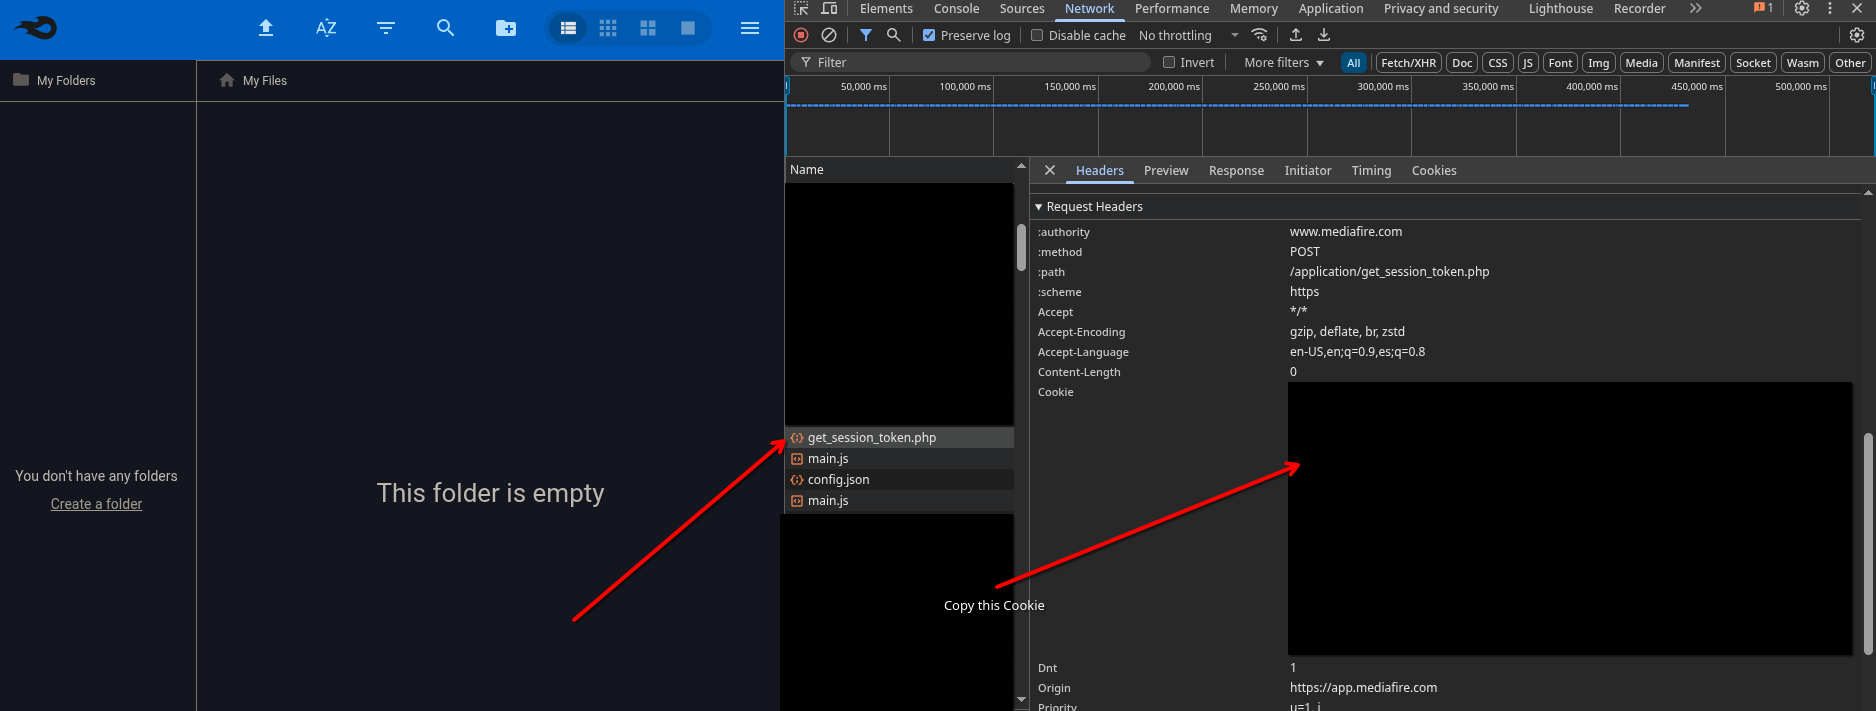 Elements Console Sources Network Performance Memory Application Privacy and security Lighthouse Recorder 1
Preserve log Disable cache No throttling
Filter Invert More filters All Fetch/XHR Doc CSS JS Font Img Media Manifest Socket Wasm Other
My Folders My Files
50,000 ms 100,000 ms 150,000 ms 200,000 ms 250,000 ms 300,000 ms 350,000 ms 400,000 ms 450,000 ms 500,000 ms
Name
Headers Preview Response Initiator Timing Cookies
Request Headers
:authority www.mediafire.com
:method POST
:path /application/get_session_token.php
:scheme https
Accept */*
Accept-Encoding gzip, deflate, br, zstd
Accept-Language en-US,en;q=0.9,es;q=0.8
Content-Length 0
Cookie
get_session_token.php
main.js
config.json
main.js
You don't have any folders
Create a folder
This folder is empty
Copy this Cookie
Dnt 1
Origin https://app.mediafire.com
Priority u=1, i